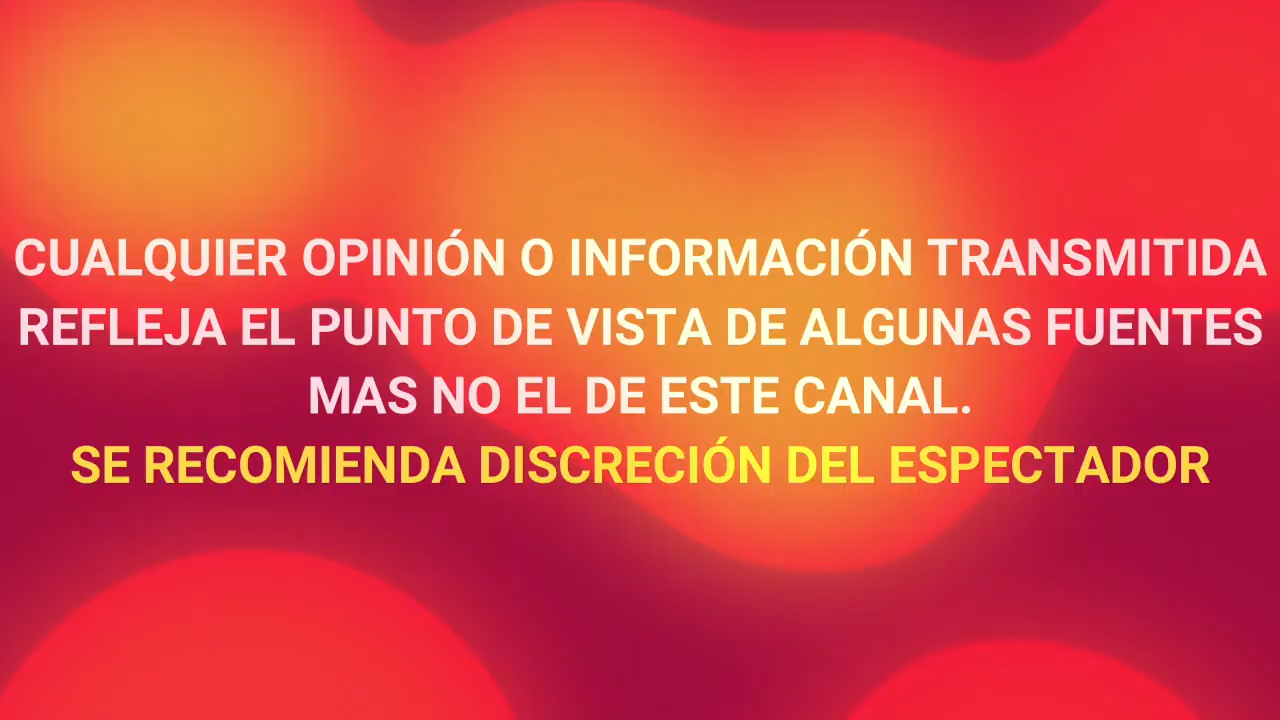 CUALQUIER OPINIÓN O INFORMACIÓN TRANSMITIDA
REFLEJA EL PUNTO DE VISTA DE ALGUNAS FUENTES
MAS NO EL DE ESTE CANAL.
SE RECOMIENDA DISCRECIÓN DEL ESPECTADOR